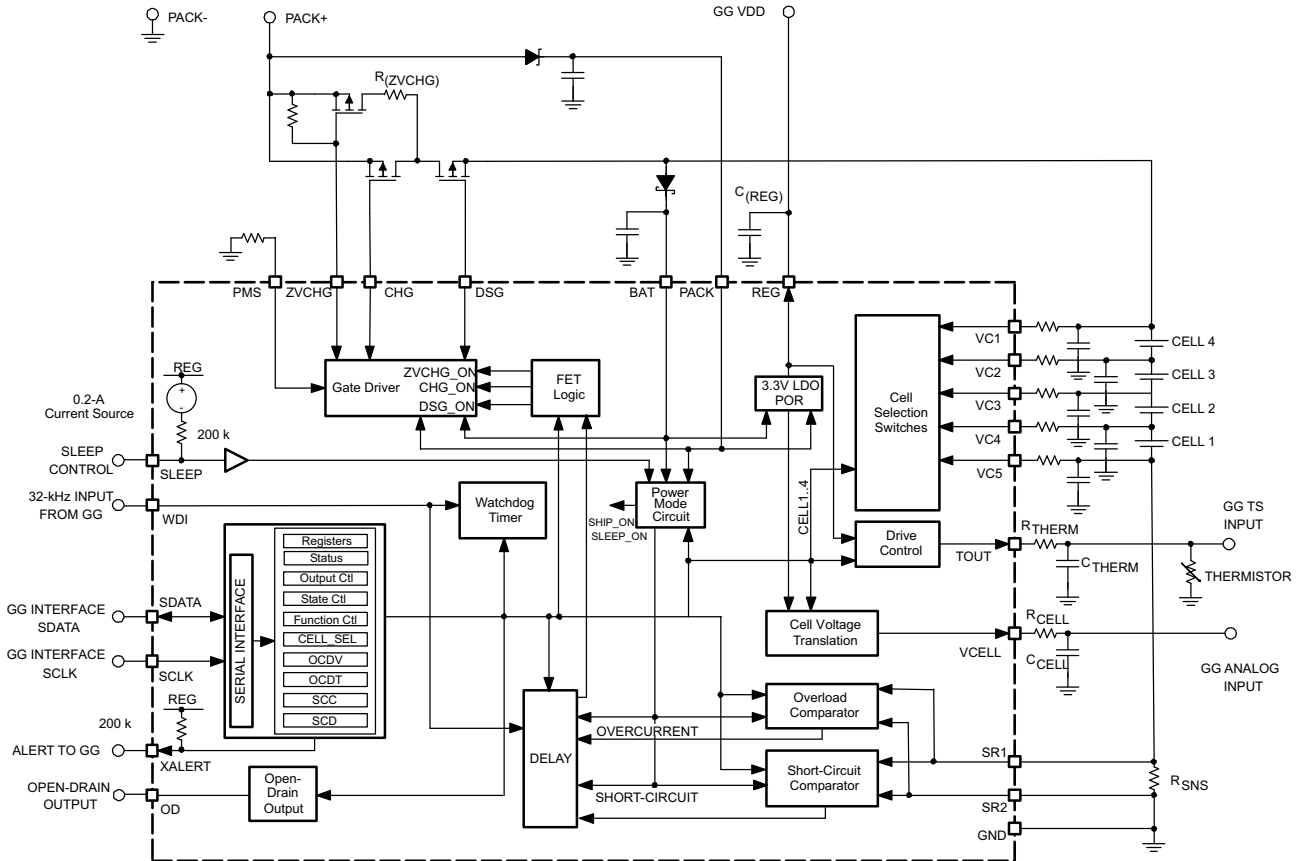 PACK-
PACK+
GG VDD
R(ZVCHG)
C(REG)
PMS
ZVCHG
CHG
DSG
BAT
PACK
REG
REG
+
-
0.2-A
Current Source
200 k
SLEEP
CONTROL
SLEEP
32-kHz INPUT
FROM GG
WDI
Gate Driver
ZVCHG_ON
CHG_ON
DSG_ON
FET
Logic
3.3V LDO
POR
Cell
Selection
Switches
VC1
VC2
VC3
VC4
VC5
CELL 4
CELL 3
CELL 2
CELL 1
Watchdog
Timer
Power
Mode
Circuit
SHIP_ON
SLEEP_ON
CELL1..4
Drive
Control
TOUT
RTHERM
CTHERM
GG TS
INPUT
THERMISTOR
GG INTERFACE
SDATA
SDATA
GG INTERFACE
SCLK
SCLK
SERIAL INTERFACE
Registers
Status
Output Ctl
State Ctl
Function Ctl
CELL_SEL
OCDV
OCDT
SCC
SCD
Cell Voltage
Translation
VCELL
RCELL
CCELL
GG ANALOG
INPUT
REG
200 k
ALERT TO GG
XALERT
OPEN-DRAIN
OUTPUT
OD
Open-
Drain
Output
DELAY
OVERCURRENT
SHORT-CIRCUIT
Overload
Comparator
Short-Circuit
Comparator
SR1
SR2
GND
RSNS